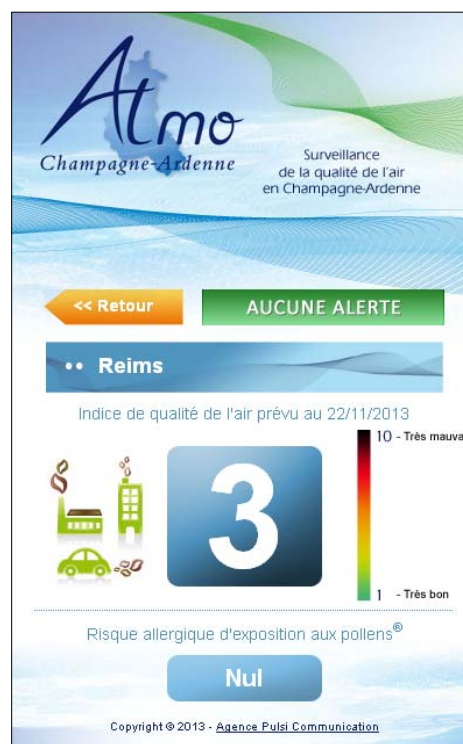 Atmo
Champagne-Ardenne
Surveillance
de la qualité de l'air
en Champagne-Ardenne
<< Retour
AUCUNE ALERTE
Reims
Indice de qualité de l'air prévu au 22/11/2013
10 - Très mauva
3
1 - Très bon
Risque allergique d'exposition aux pollens®
Nul
Copyright © 2013 - Agence Pulsi Communication